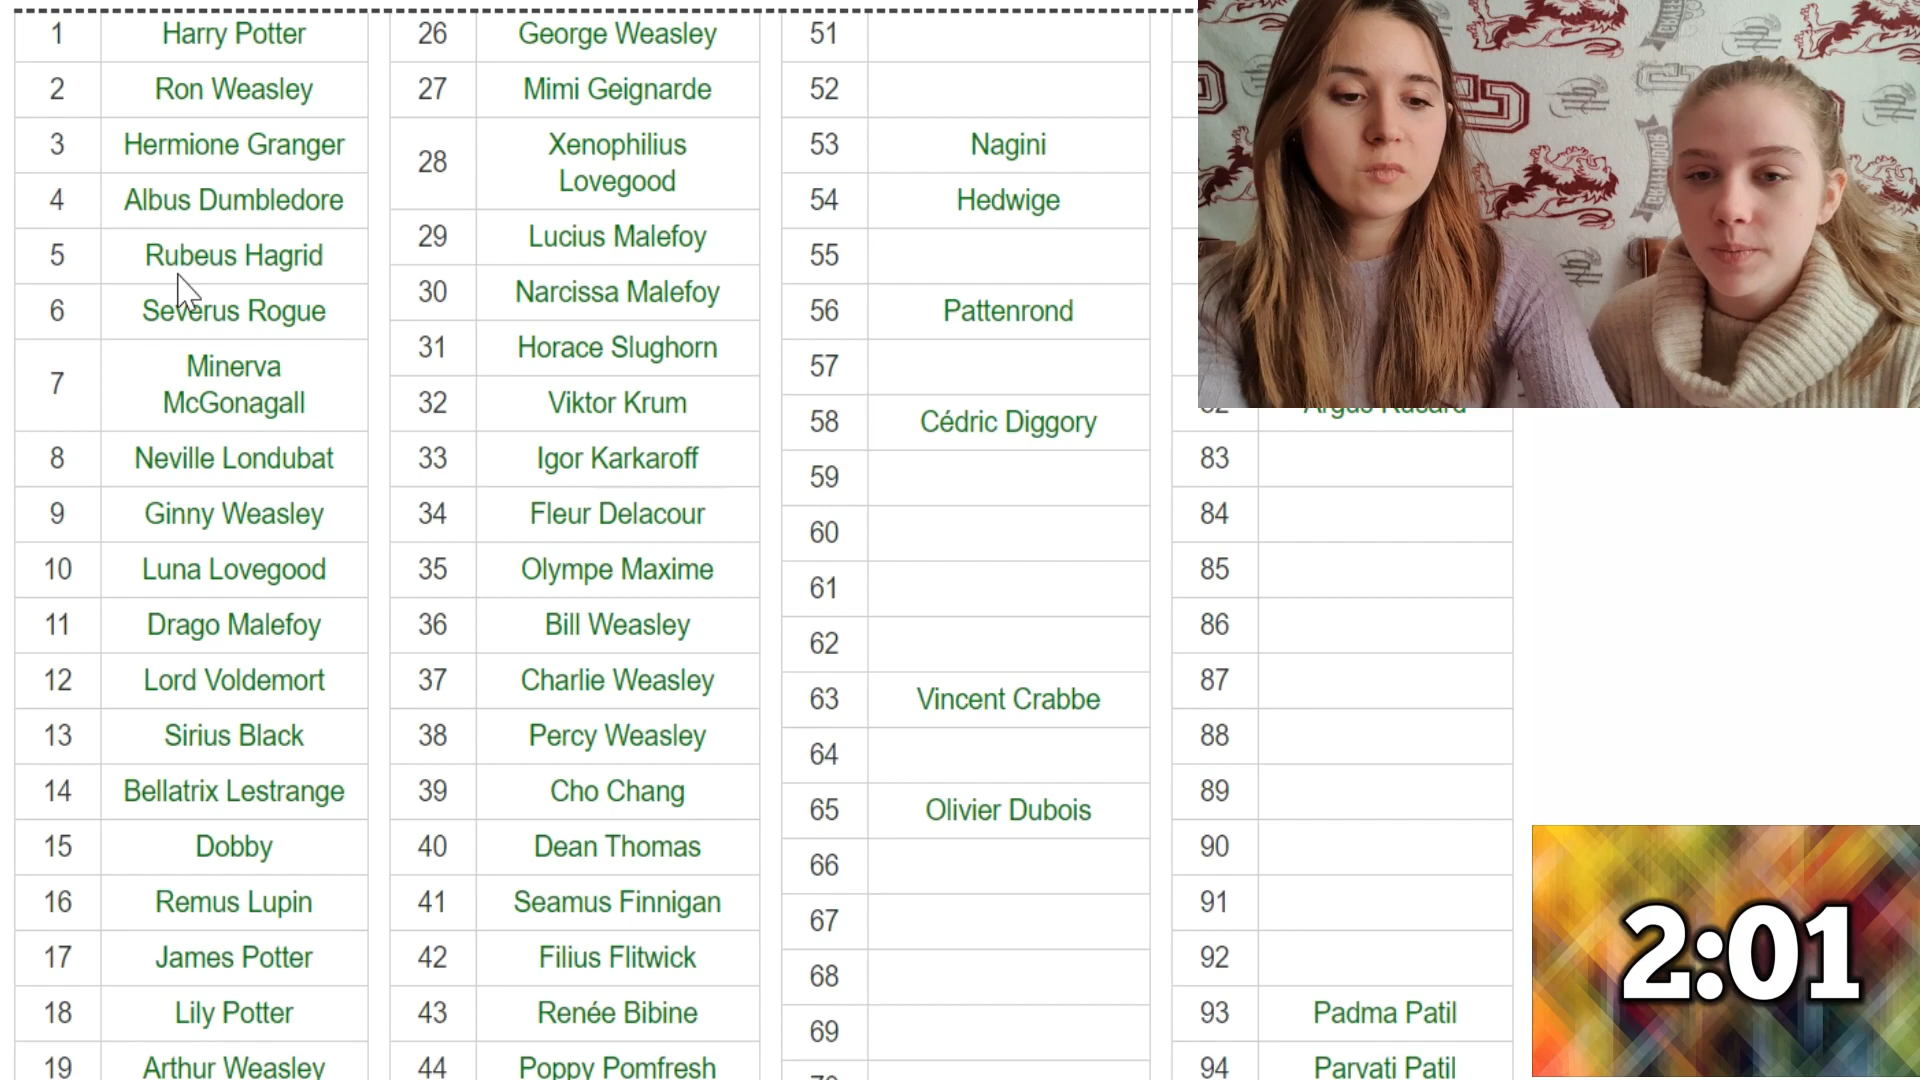 1 Harry Potter
2 Ron Weasley
3 Hermione Granger
4 Albus Dumbledore
5 Rubeus Hagrid
6 Severus Rogue
7 Minerva
McGonagall
8 Neville Londubat
9 Ginny Weasley
10 Luna Lovegood
11 Drago Malefoy
12 Lord Voldemort
13 Sirius Black
14 Bellatrix Lestrange
15 Dobby
16 Remus Lupin
17 James Potter
18 Lily Potter
19 Arthur Weasley
26 George Weasley
27 Mimi Geignarde
28 Xenophilius
Lovegood
29 Lucius Malefoy
30 Narcissa Malefoy
31 Horace Slughorn
32 Viktor Krum
33 Igor Karkaroff
34 Fleur Delacour
35 Olympe Maxime
36 Bill Weasley
37 Charlie Weasley
38 Percy Weasley
39 Cho Chang
40 Dean Thomas
41 Seamus Finnigan
42 Filius Flitwick
43 Renée Bibine
44 Poppy Pomfresh
51
52
53 Nagini
54 Hedwige
55
56 Pattenrond
57
58 Cédric Diggory
59
60
61
62
63 Vincent Crabbe
64
65 Olivier Dubois
66
67
68
69
83
84
85
86
87
88
89
90
91
92
93 Padma Patil
94 Parvati Patil
2:01